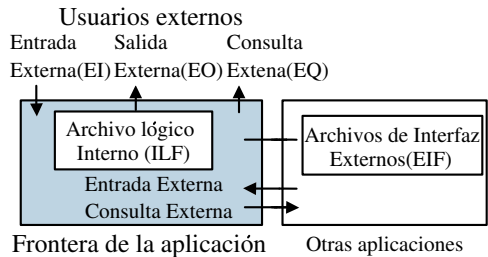 Usuarios externos
Entrada Salida Consulta
Externa(EI) Externa(EO) Extena(EQ)
Archivo lógico
Interno (ILF)
Archivos de Interfaz
Externos(EIF)
Entrada Externa
Consulta Externa
Frontera de la aplicación
Otras aplicaciones